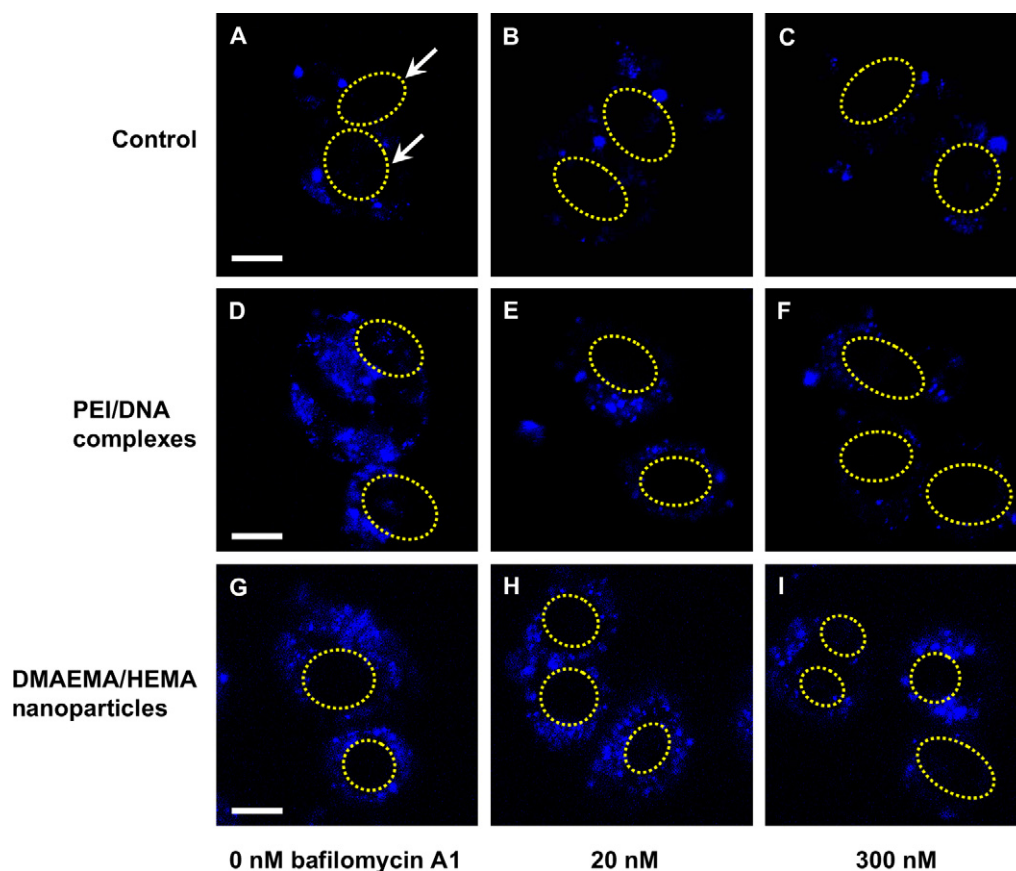 A
B
C
Control
D
E
F
PEI/DNA
complexes
G
H
I
DMAEMA/HEMA
nanoparticles
0 nM bafilomycin A1
20 nM
300 nM